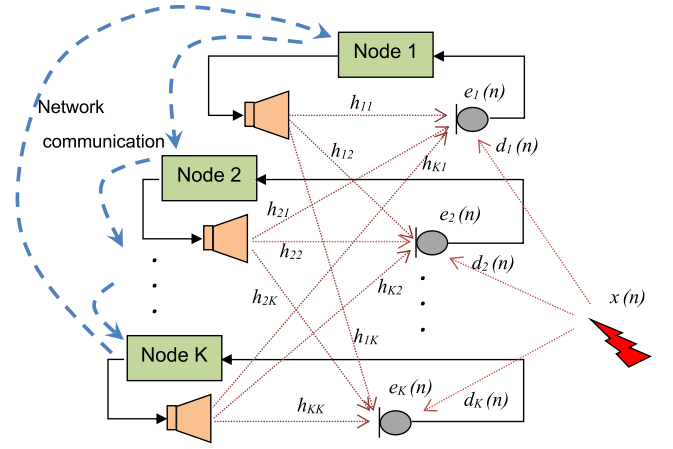 Node 1
e1(n)
h11
Network
communication
h12
hK1
d1(n)
Node 2
h21
e2(n)
h22
d2(n)
h2K
hK2
x(n)
h1K
Node K
eK(n)
hKK
dK(n)